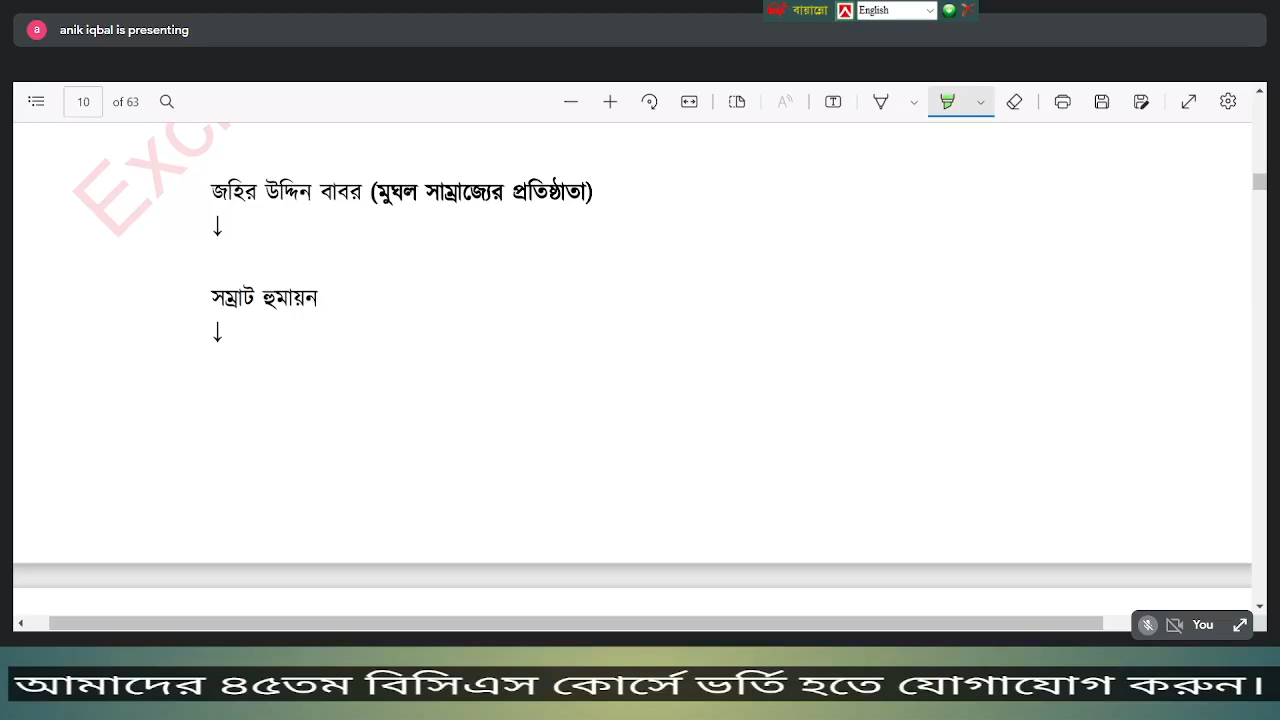 বায়ান্নো English
a anik iqbal is presenting
10 of 63
Excl
জহির উদ্দিন বাবর (মুঘল সাম্রাজ্যের প্রতিষ্ঠাতা)
↓
সম্রাট হুমায়ন
↓
You
আমাদের ৪৫তম বিসিএস কোর্সে ভর্তি হতে যোগাযোগ করুন।